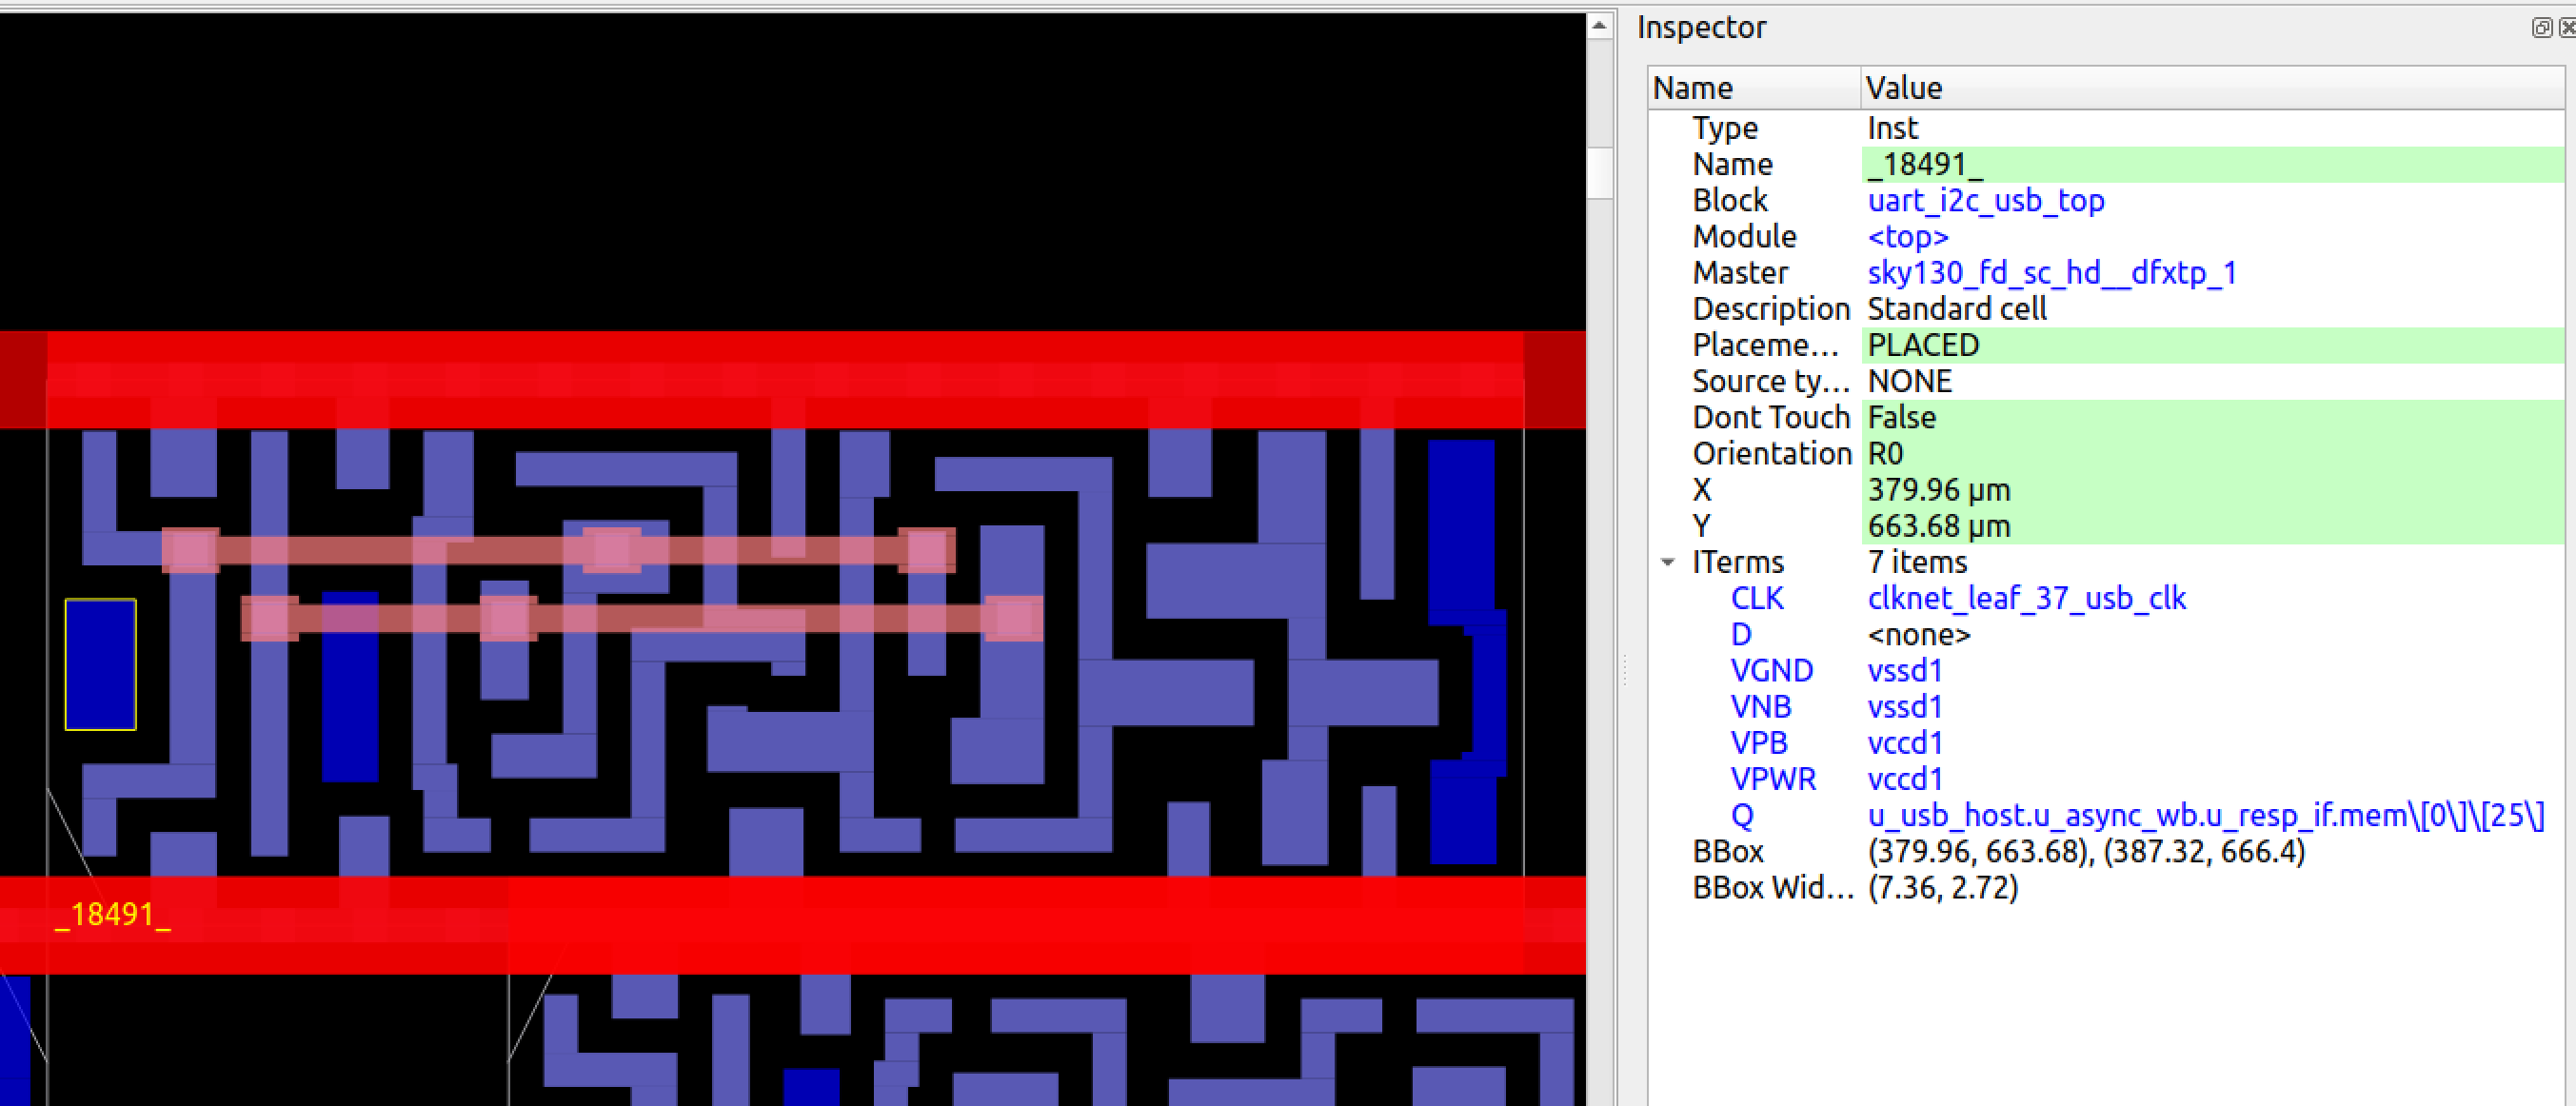 Inspector
Name Value
Type Inst
Name _18491_
Block uart_i2c_usb_top
Module <top>
Master sky130_fd_sc_hd__dfxtp_1
Description Standard cell
Placeme... PLACED
Source ty... NONE
Dont Touch False
Orientation R0
X 379.96 μm
Y 663.68 μm
ITerms 7 items
CLK clknet_leaf_37_usb_clk
D <none>
VGND vssd1
VNB vssd1
VPB vccd1
VPWR vccd1
Q u_usb_host.u_async_wb.u_resp_if.mem\[0\]\[25\]
BBox (379.96, 663.68), (387.32, 666.4)
BBox Wid... (7.36, 2.72)
_18491_